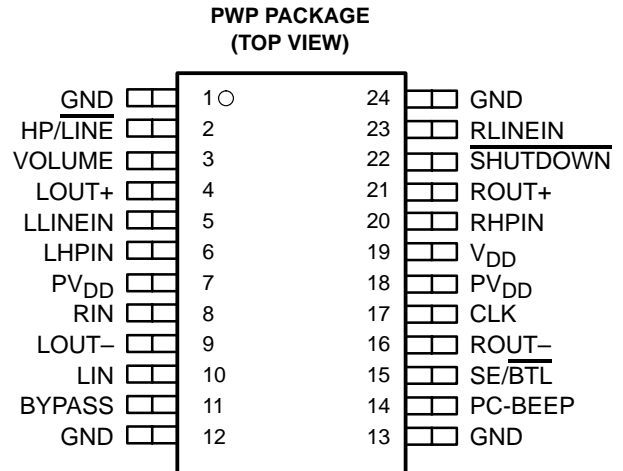 PWP PACKAGE
(TOP VIEW)
GND 1 24 GND
HP/LINE 2 23 RLINEIN
VOLUME 3 22 SHUTDOWN
LOUT+ 4 21 ROUT+
LLINEIN 5 20 RHPIN
LHPIN 6 19 VDD
PVDD 7 18 PVDD
RIN 8 17 CLK
LOUT– 9 16 ROUT–
LIN 10 15 SE/BTL
BYPASS 11 14 PC-BEEP
GND 12 13 GND